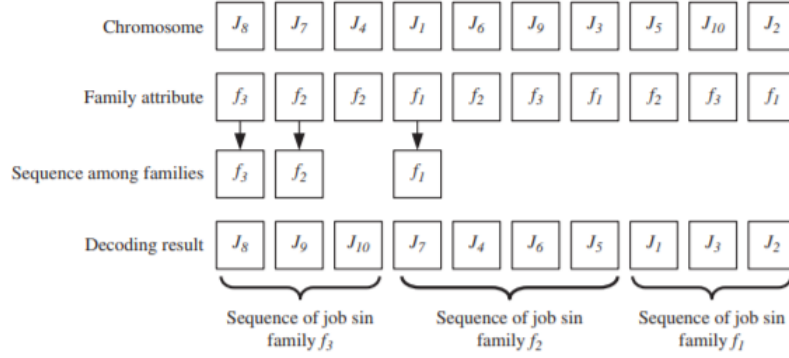 Chromosome J8 J7 J4 J1 J6 J9 J3 J5 J10 J2
Family attribute f3 f2 f2 f1 f2 f3 f1 f2 f3 f1
Sequence among families f3 f2 f1
Decoding result J8 J9 J10 J7 J4 J6 J5 J1 J3 J2
Sequence of job sin Sequence of job sin Sequence of job sin
family f3 family f2 family f1